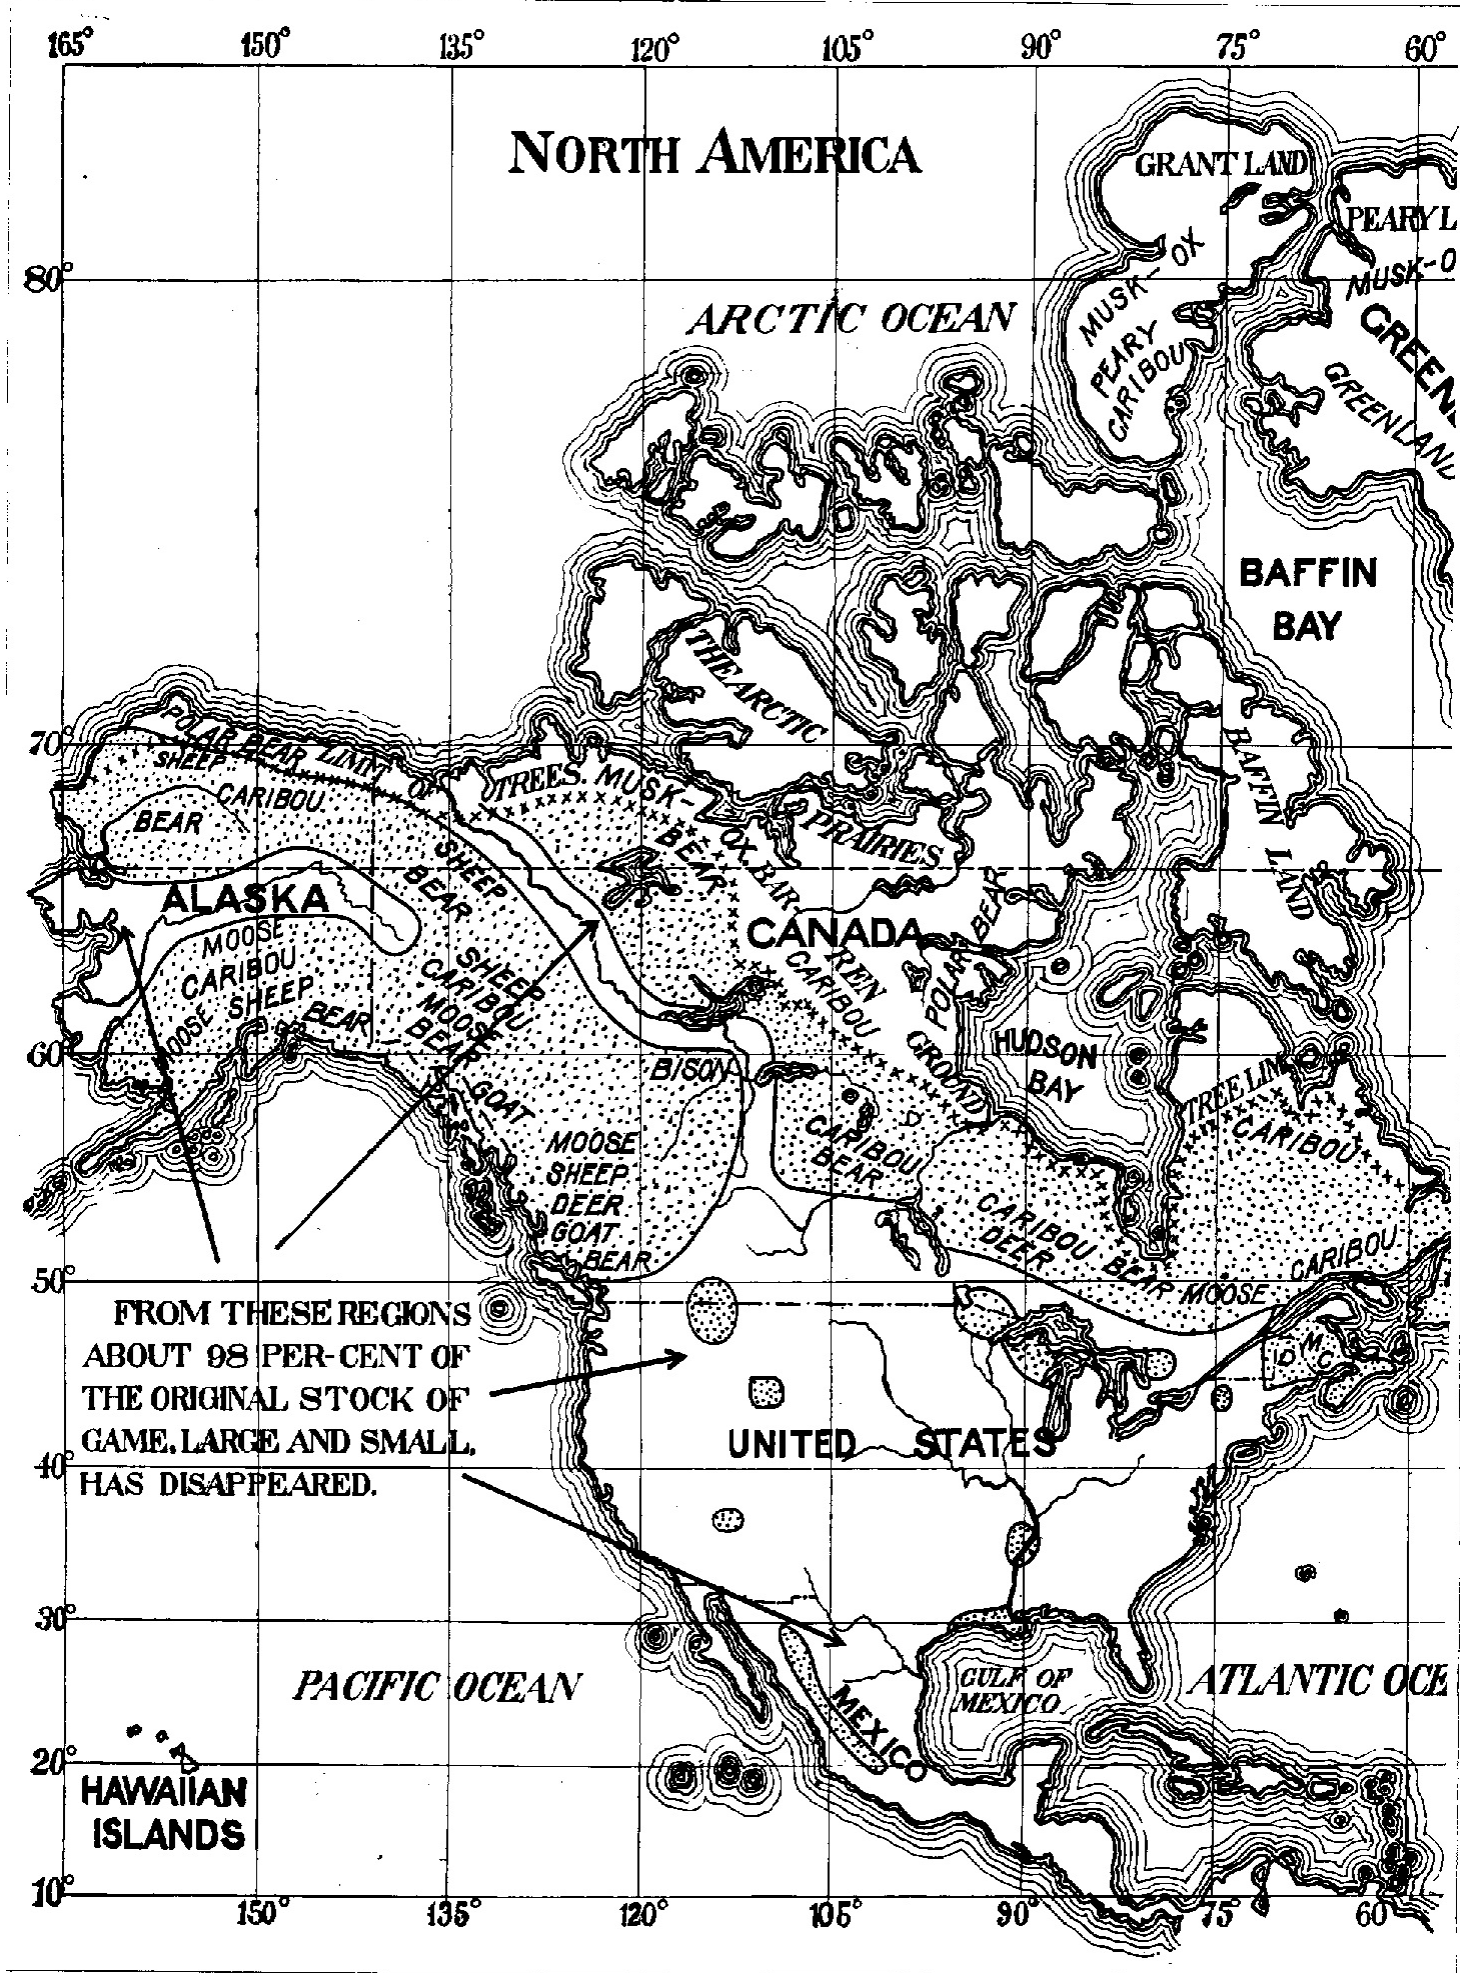 165° 150° 135° 120° 105° 90° 75° 60°
NORTH AMERICA
GRANT LAND
PEARY L
MUSK-OX
MUSK-O
80°
ARCTIC OCEAN
PEARY
CARIBOU
GREEN
GREENLAND
BAFFIN
BAY
THE ARCTIC
PRAIRIES
70°
POLAR BEAR LIMIT OF TREES. MUSK-OX. BARREN GROUND
SHEEP
CARIBOU
BEAR
BEAR
SHEEP
BEAR
BAFFIN LAND
ALASKA
CANADA
POLAR BEAR
MOOSE
CARIBOU
SHEEP
MOOSE
BEAR
SHEEP
CARIBOU
MOOSE
BEAR
GOAT
CARIBOU
CARIBOU
60°
BISON
HUDSON
BAY
TREE LIM
CARIBOU
MOOSE
SHEEP
DEER
GOAT
BEAR
D
CARIBOU
BEAR
CARIBOU BEAR MOOSE
DEER
CARIBOU
50°
FROM THESE REGIONS
ABOUT 98 PER-CENT OF
THE ORIGINAL STOCK OF
GAME, LARGE AND SMALL,
HAS DISAPPEARED.
M
D C
UNITED STATES
40°
30°
PACIFIC OCEAN
MEXICO
GULF OF
MEXICO
ATLANTIC OCE
20°
HAWAIIAN
ISLANDS
10°
150° 135° 120° 105° 90° 75° 60